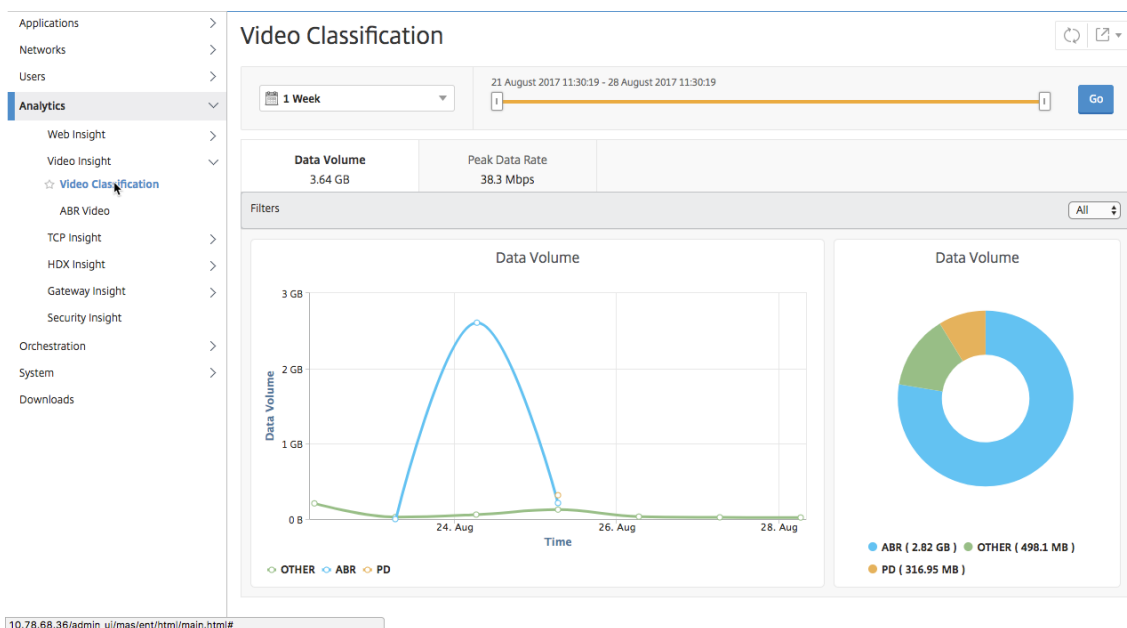 Applications
Networks
Users
Analytics
Web Insight
Video Insight
Video Classification
ABR Video
TCP Insight
HDX Insight
Gateway Insight
Security Insight
Orchestration
System
Downloads
Video Classification
1 Week
21 August 2017 11:30:19 - 28 August 2017 11:30:19
Go
Data Volume
3.64 GB
Peak Data Rate
38.3 Mbps
Filters
All
Data Volume
3 GB
2 GB
1 GB
0 B
Data Volume
24. Aug
26. Aug
28. Aug
Time
OTHER ABR PD
Data Volume
ABR ( 2.82 GB ) OTHER ( 498.1 MB )
PD ( 316.95 MB )
10.78.68.36/admin_ui/mas/ent/html/main.html#